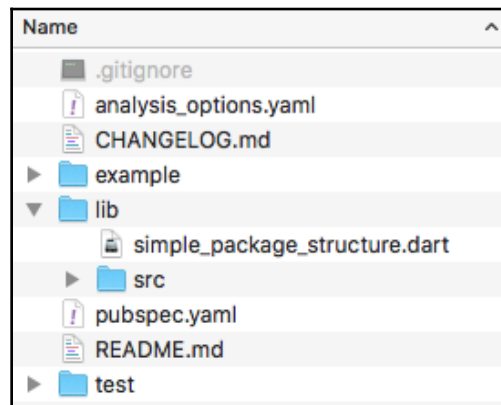 Name
.gitignore
analysis_options.yaml
CHANGELOG.md
example
lib
simple_package_structure.dart
src
pubspec.yaml
README.md
test